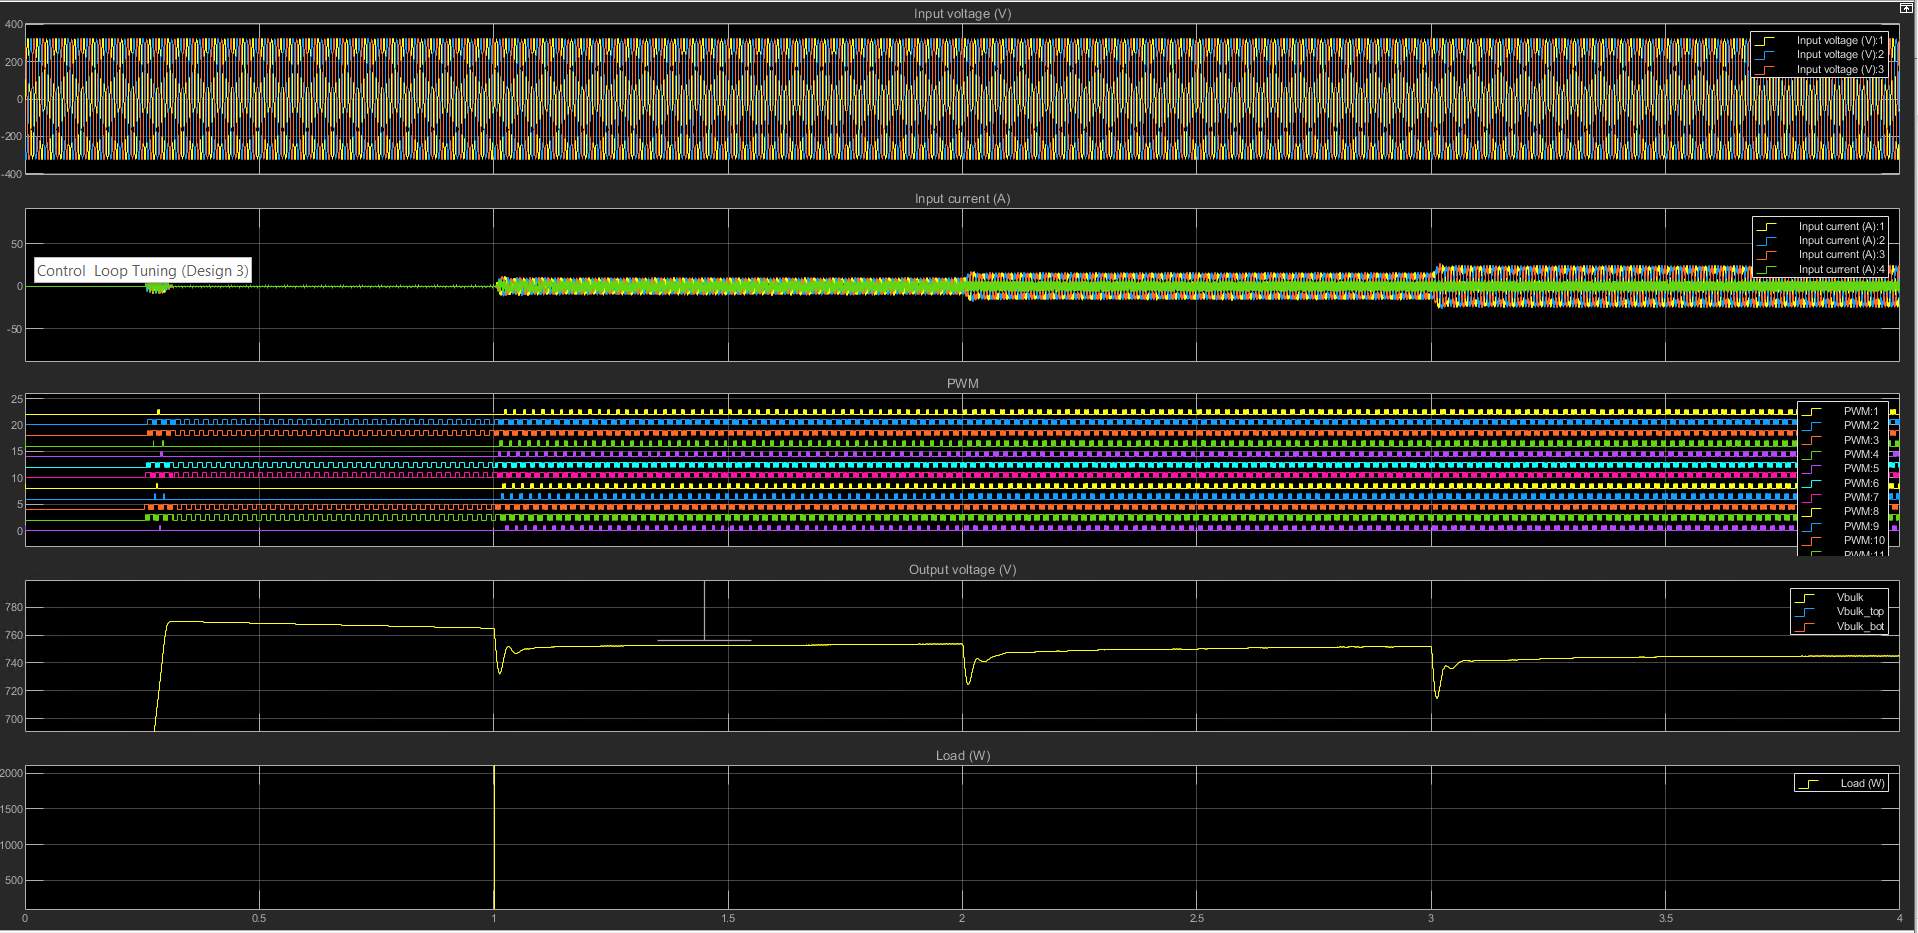 Input voltage (V)
400
200
0
-200
-400
Input voltage (V):1
Input voltage (V):2
Input voltage (V):3
Input current (A)
50
0
-50
Input current (A):1
Input current (A):2
Input current (A):3
Input current (A):4
Control Loop Tuning (Design 3)
PWM
25
20
15
10
5
0
PWM:1
PWM:2
PWM:3
PWM:4
PWM:5
PWM:6
PWM:7
PWM:8
PWM:9
PWM:10
PWM:11
Output voltage (V)
780
760
740
720
700
Vbulk
Vbulk_top
Vbulk_bot
Load (W)
2000
1500
1000
500
Load (W)
0 0.5 1 1.5 2 2.5 3 3.5 4